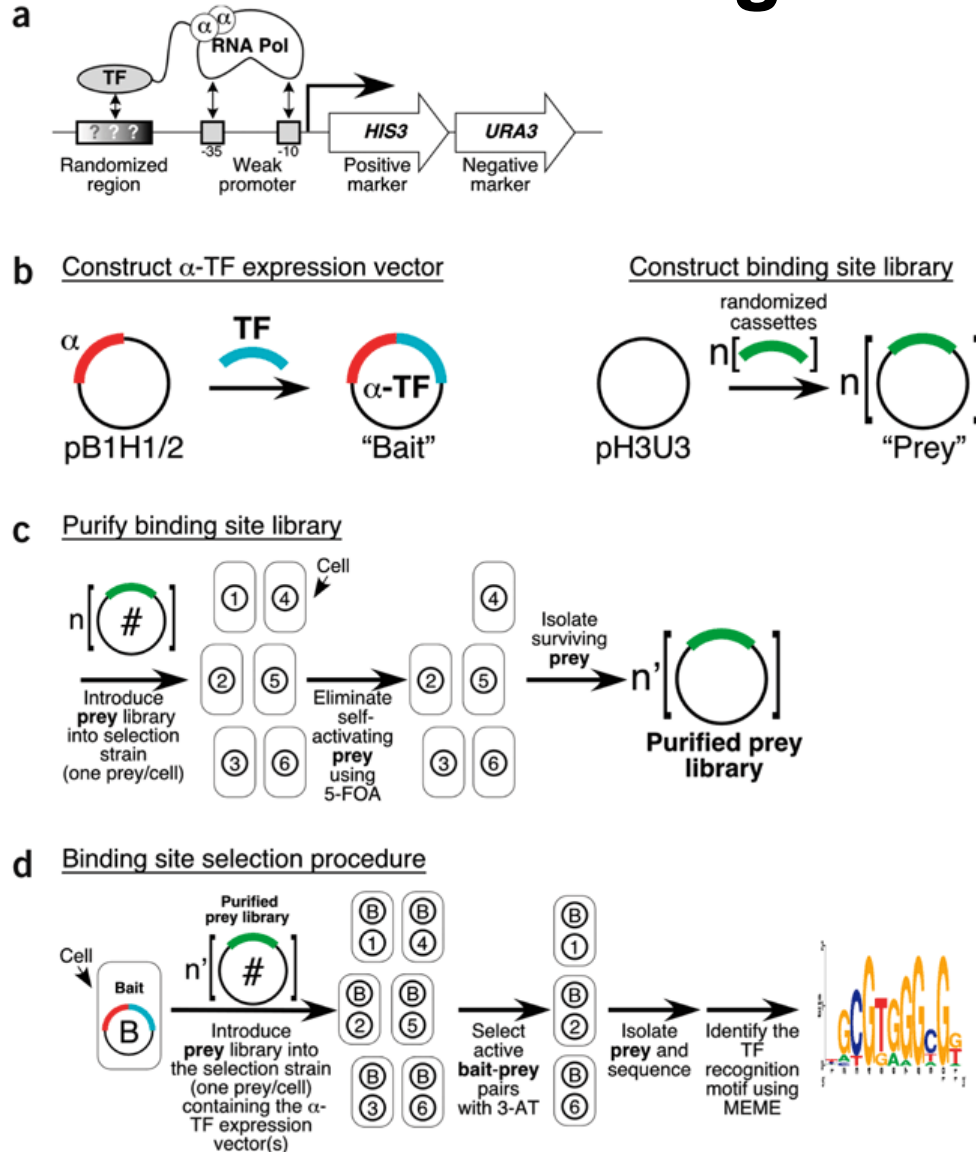 g
a
α α
RNA Pol
TF
? ? ?
-35
-10
HIS3
URA3
Randomized
region
Weak
promoter
Positive
marker
Negative
marker
b
Construct α-TF expression vector
Construct binding site library
α
TF
α-TF
pB1H1/2
“Bait”
randomized
cassettes
n[ ]
n[ ]
pH3U3
“Prey”
c
Purify binding site library
n[ # ]
Introduce
prey library
into selection
strain
(one prey/cell)
Cell
1 4
2 5
3 6
Eliminate
self-
activating
prey
using
5-FOA
4
2 5
3 6
Isolate
surviving
prey
n'[ ]
Purified prey
library
d
Binding site selection procedure
Cell
Bait
B
Purified
prey library
n'[ # ]
Introduce
prey library into
the selection strain
(one prey/cell)
containing the α-
TF expression
vector(s)
B B
1 4
B B
2 5
B B
3 6
Select
active
bait-prey
pairs
with 3-AT
B
1
B
2
B
6
Isolate
prey and
sequence
Identify the
TF
recognition
motif using
MEME
GCGTGGGCGG